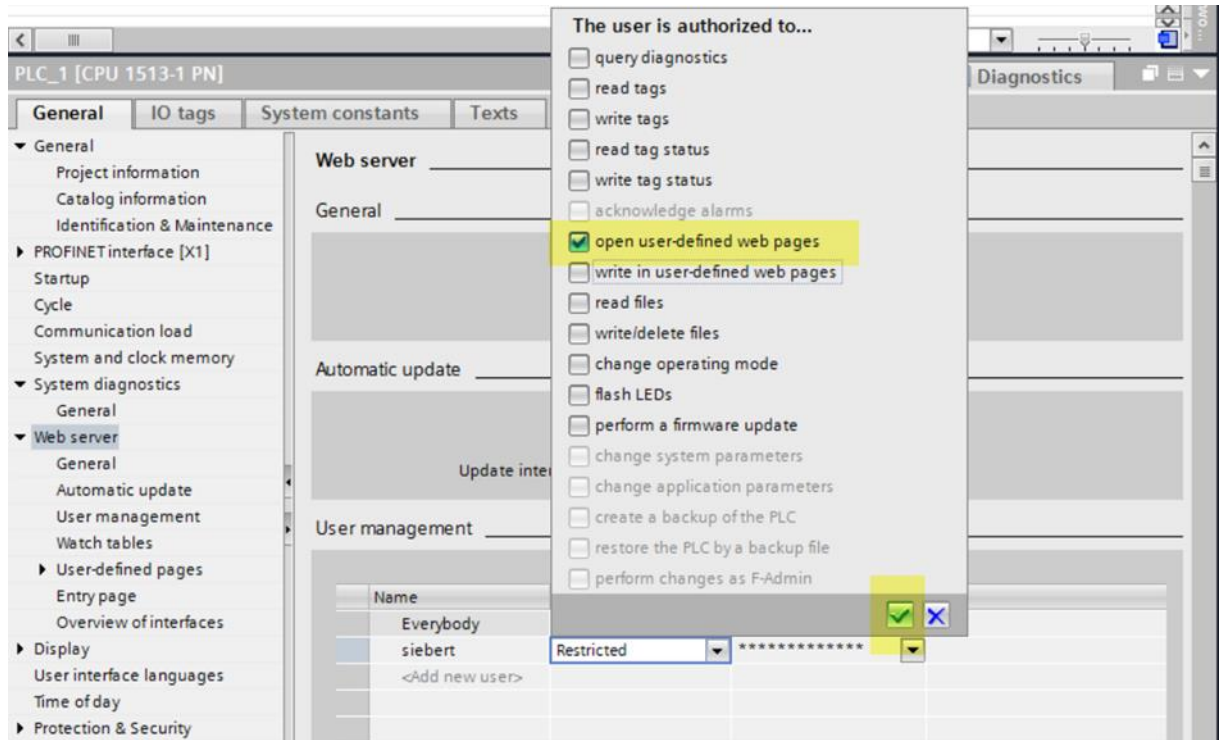 The user is authorized to...
query diagnostics
read tags
write tags
read tag status
write tag status
acknowledge alarms
open user-defined web pages
write in user-defined web pages
read files
write/delete files
change operating mode
flash LEDs
perform a firmware update
change system parameters
change application parameters
create a backup of the PLC
restore the PLC by a backup file
perform changes as F-Admin
PLC_1 [CPU 1513-1 PN]
Diagnostics
General
IO tags
System constants
Texts
General
Project information
Catalog information
Identification & Maintenance
PROFINET interface [X1]
Startup
Cycle
Communication load
System and clock memory
System diagnostics
General
Web server
General
Automatic update
User management
Watch tables
User-defined pages
Entry page
Overview of interfaces
Display
User interface languages
Time of day
Protection & Security
Web server
General
Automatic update
Update inte
User management
Name
Everybody
siebert Restricted *************
<Add new user>